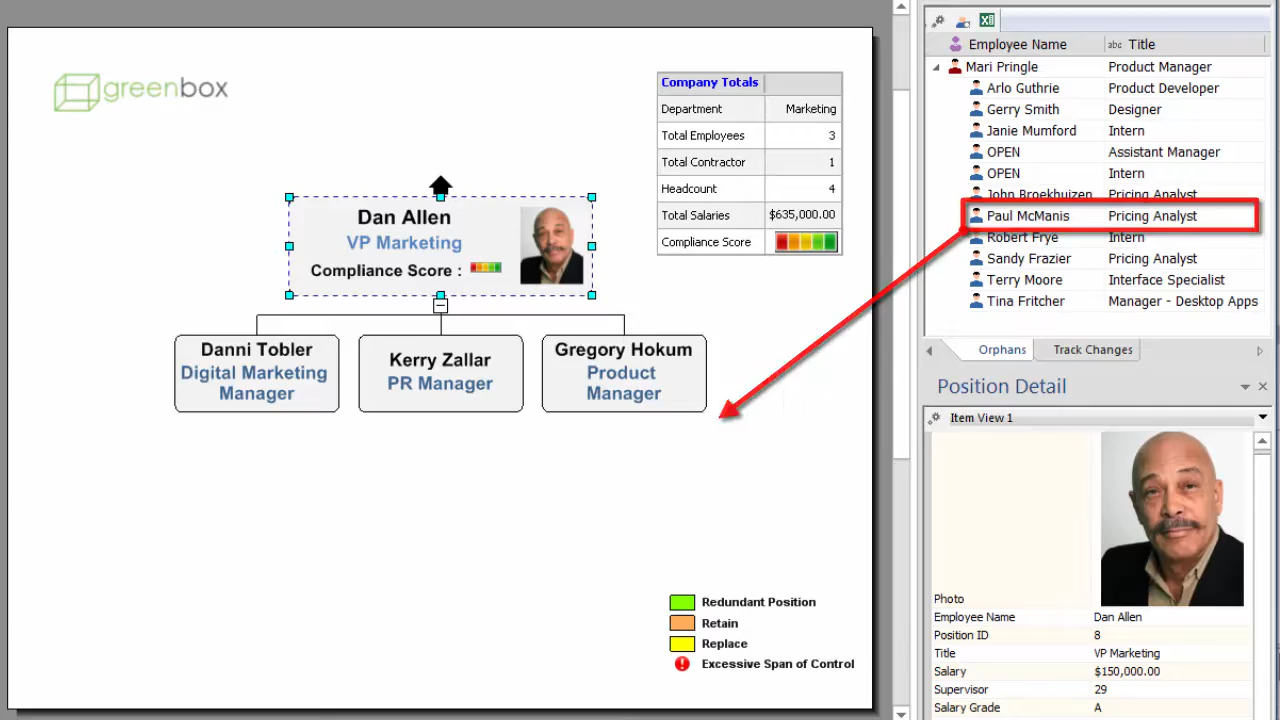 greenbox
Company Totals
Department Marketing
Total Employees 3
Total Contractor 1
Headcount 4
Total Salaries $635,000.00
Compliance Score
Dan Allen
VP Marketing
Compliance Score :
Danni Tobler
Digital Marketing
Manager
Kerry Zallar
PR Manager
Gregory Hokum
Product
Manager
Redundant Position
Retain
Replace
Excessive Span of Control
Employee Name abc Title
Mari Pringle Product Manager
Arlo Guthrie Product Developer
Gerry Smith Designer
Janie Mumford Intern
OPEN Assistant Manager
OPEN Intern
John Broekhuizen Pricing Analyst
Paul McManis Pricing Analyst
Robert Frye Intern
Sandy Frazier Pricing Analyst
Terry Moore Interface Specialist
Tina Fritcher Manager - Desktop Apps
Orphans Track Changes
Position Detail
Item View 1
Photo
Employee Name Dan Allen
Position ID 8
Title VP Marketing
Salary $150,000.00
Supervisor 29
Salary Grade A